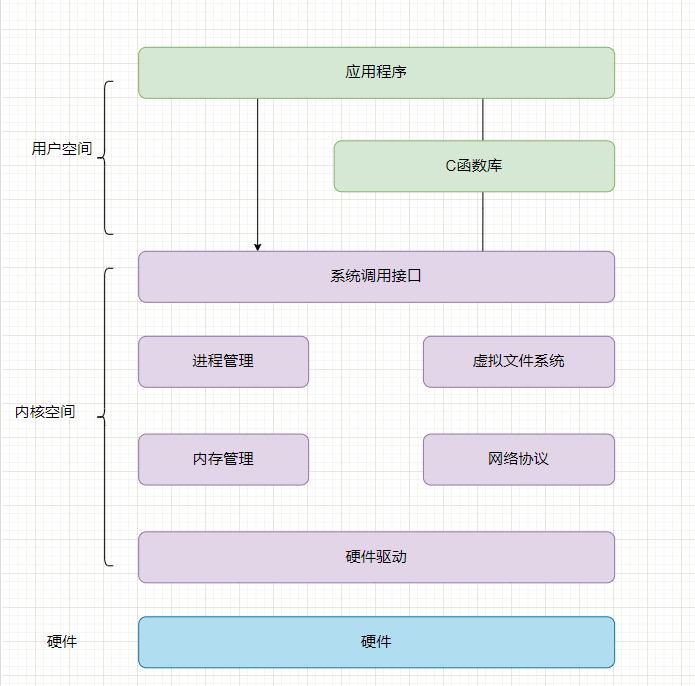 应用程序
用户空间
C函数库
系统调用接口
进程管理
虚拟文件系统
内核空间
内存管理
网络协议
硬件驱动
硬件
硬件